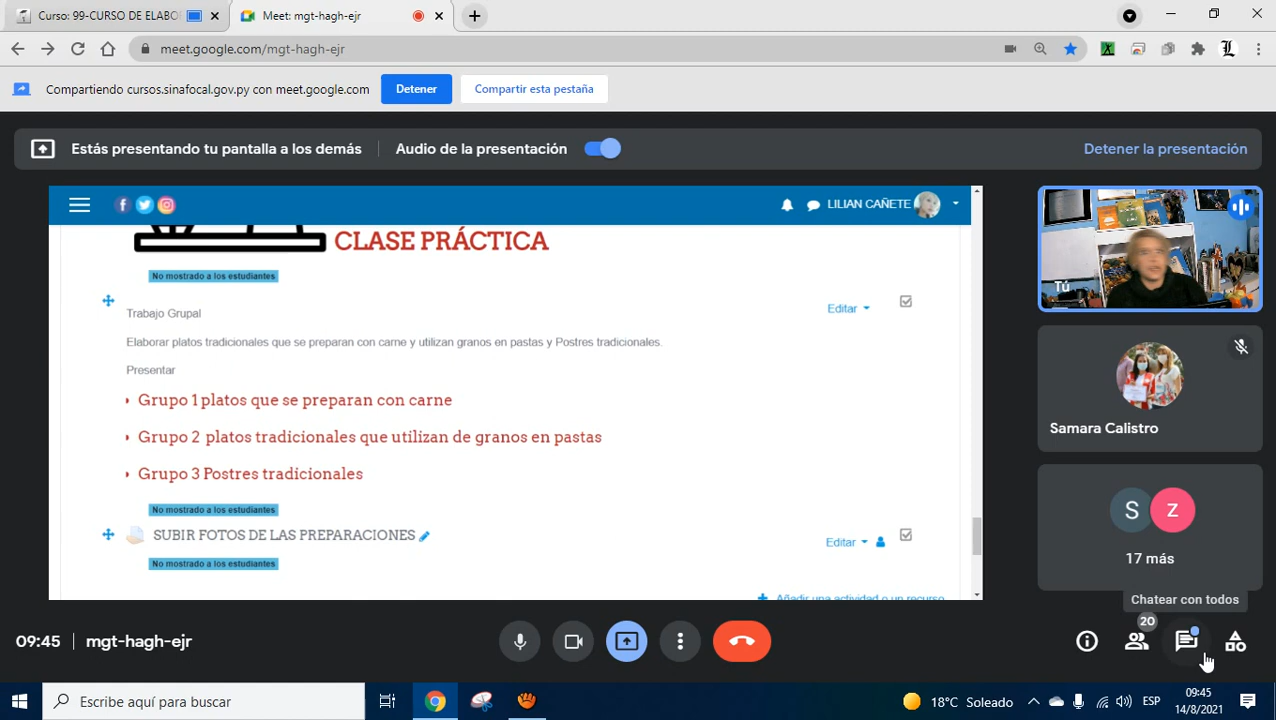 Curso: 99-CURSO DE ELABO
Meet: mgt-hagh-ejr
meet.google.com/mgt-hagh-ejr
Compartiendo cursos.sinafocal.gov.py con meet.google.com
Detener
Compartir esta pestaña
Estás presentando tu pantalla a los demás
Audio de la presentación
Detener la presentación
LILIAN CAÑETE
CLASE PRÁCTICA
No mostrado a los estudiantes
Editar
Trabajo Grupal
Elaborar platos tradicionales que se preparan con carne y utilizan granos en pastas y Postres tradicionales.
Presentar
Grupo 1 platos que se preparan con carne
Grupo 2 platos tradicionales que utilizan de granos en pastas
Grupo 3 Postres tradicionales
No mostrado a los estudiantes
SUBIR FOTOS DE LAS PREPARACIONES
Editar
No mostrado a los estudiantes
Añadir una actividad o un recurso
Tú
Samara Calistro
S
Z
17 más
Chatear con todos
20
09:45
mgt-hagh-ejr
Escribe aquí para buscar
18°C Soleado
ESP
09:45
14/8/2021